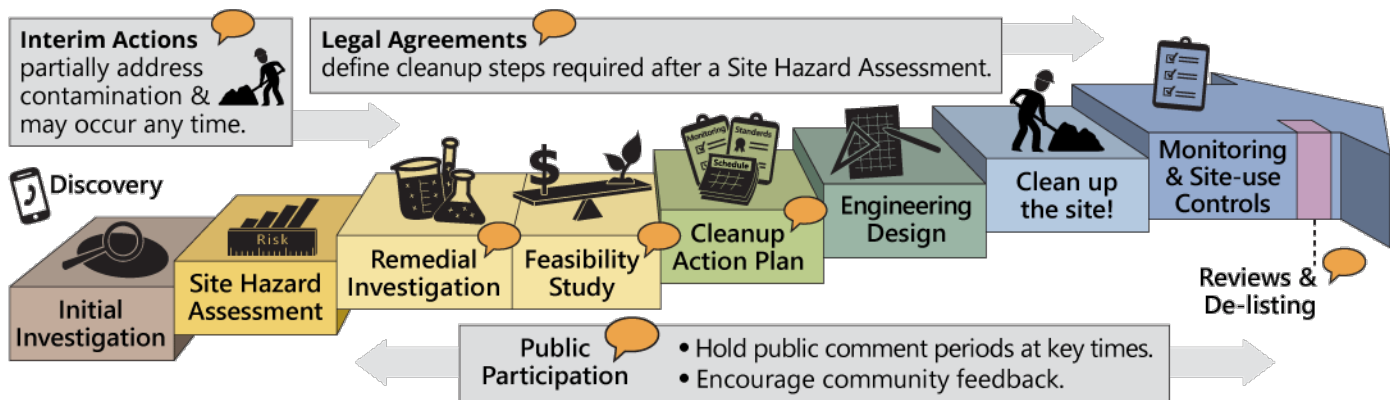 Interim Actions
partially address
contamination &
may occur any time.
Legal Agreements
define cleanup steps required after a Site Hazard Assessment.
Discovery
Initial
Investigation
Risk
Site Hazard
Assessment
Remedial
Investigation
$
Feasibility
Study
Monitoring
Standards
Schedule
Cleanup
Action Plan
Engineering
Design
Clean up
the site!
Monitoring
& Site-use
Controls
Reviews &
De-listing
Public
Participation
• Hold public comment periods at key times.
• Encourage community feedback.